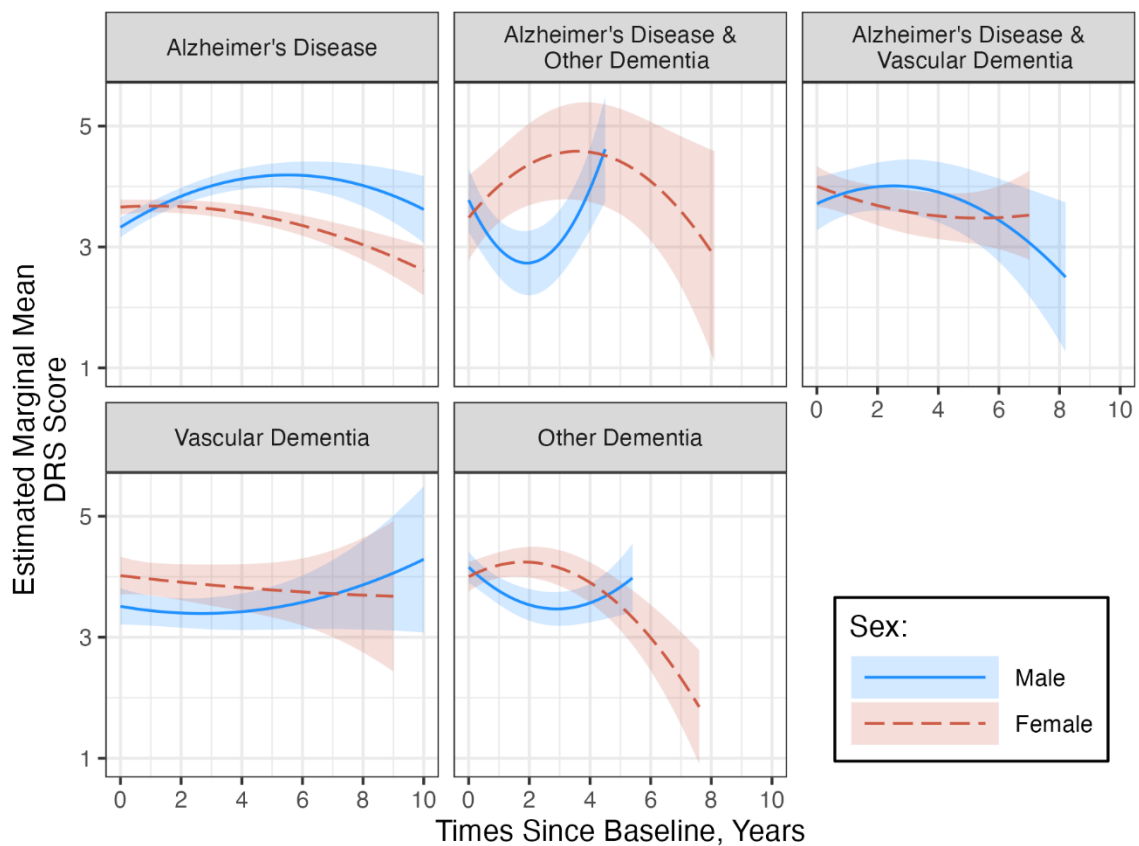 Alzheimer's Disease
Alzheimer's Disease &
Other Dementia
Alzheimer's Disease &
Vascular Dementia
5
3
1
0 2 4 6 8 10
Vascular Dementia
Other Dementia
5
3
1
0 2 4 6 8 10
0 2 4 6 8 10
Estimated Marginal Mean
DRS Score
Times Since Baseline, Years
Sex:
Male
Female